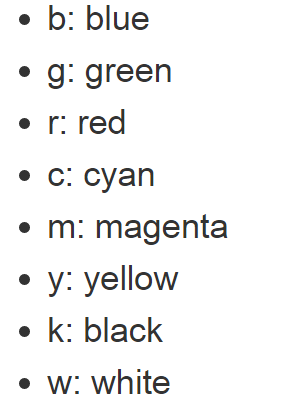 • b: blue
• g: green
• r: red
• c: cyan
• m: magenta
• y: yellow
• k: black
• w: white